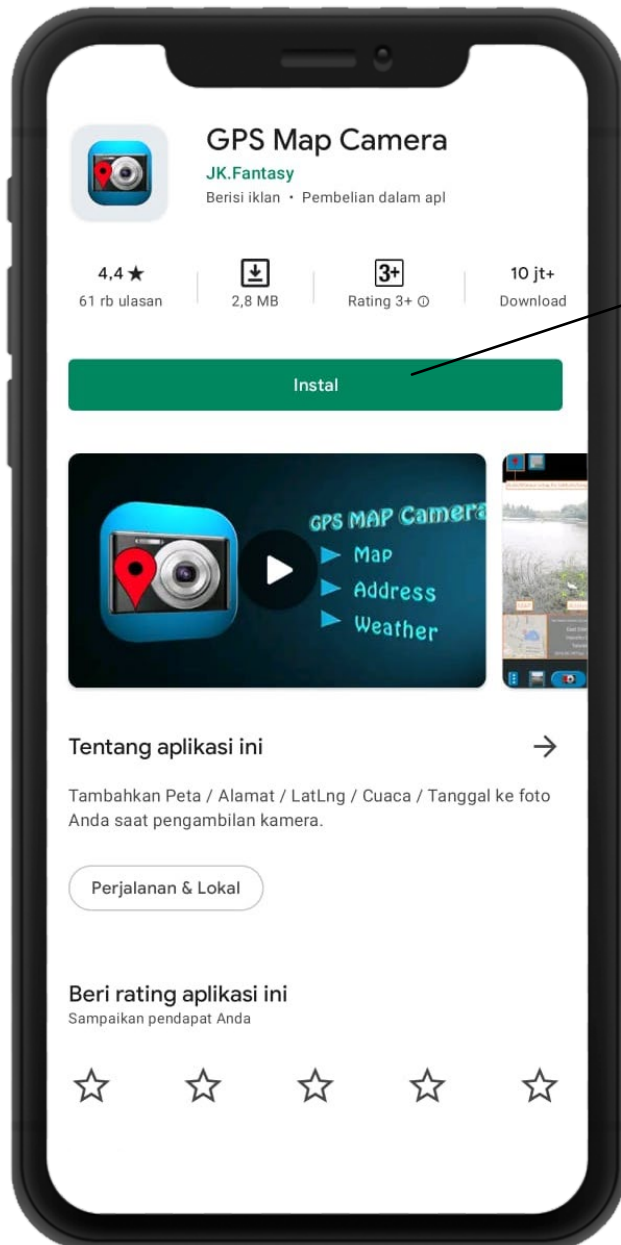 GPS Map Camera
JK.Fantasy
Berisi iklan • Pembelian dalam apl
4,4 ★
61 rb ulasan
2,8 MB
3+
Rating 3+
10 jt+
Download
Instal
GPS MAP Camera
Map
Address
Weather
Tentang aplikasi ini
Tambahkan Peta / Alamat / LatLng / Cuaca / Tanggal ke foto
Anda saat pengambilan kamera.
Perjalanan & Lokal
Beri rating aplikasi ini
Sampaikan pendapat Anda